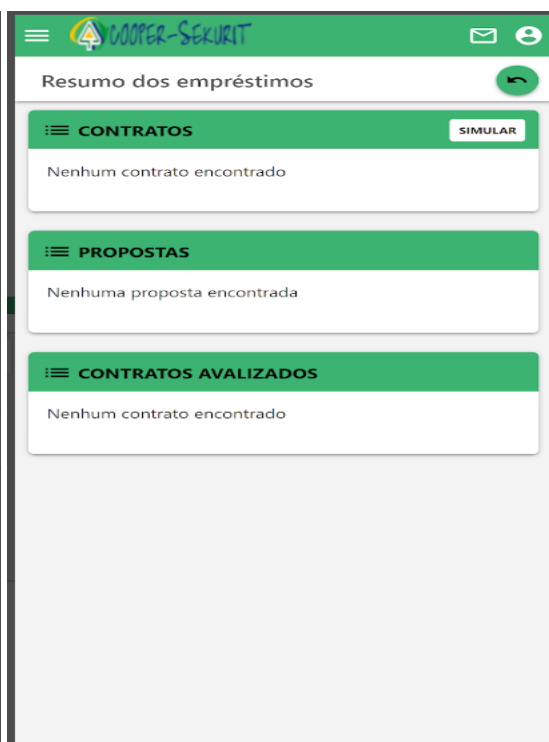 COOPER-SEKURIT
Resumo dos empréstimos
CONTRATOS
SIMULAR
Nenhum contrato encontrado
PROPOSTAS
Nenhuma proposta encontrada
CONTRATOS AVALIZADOS
Nenhum contrato encontrado